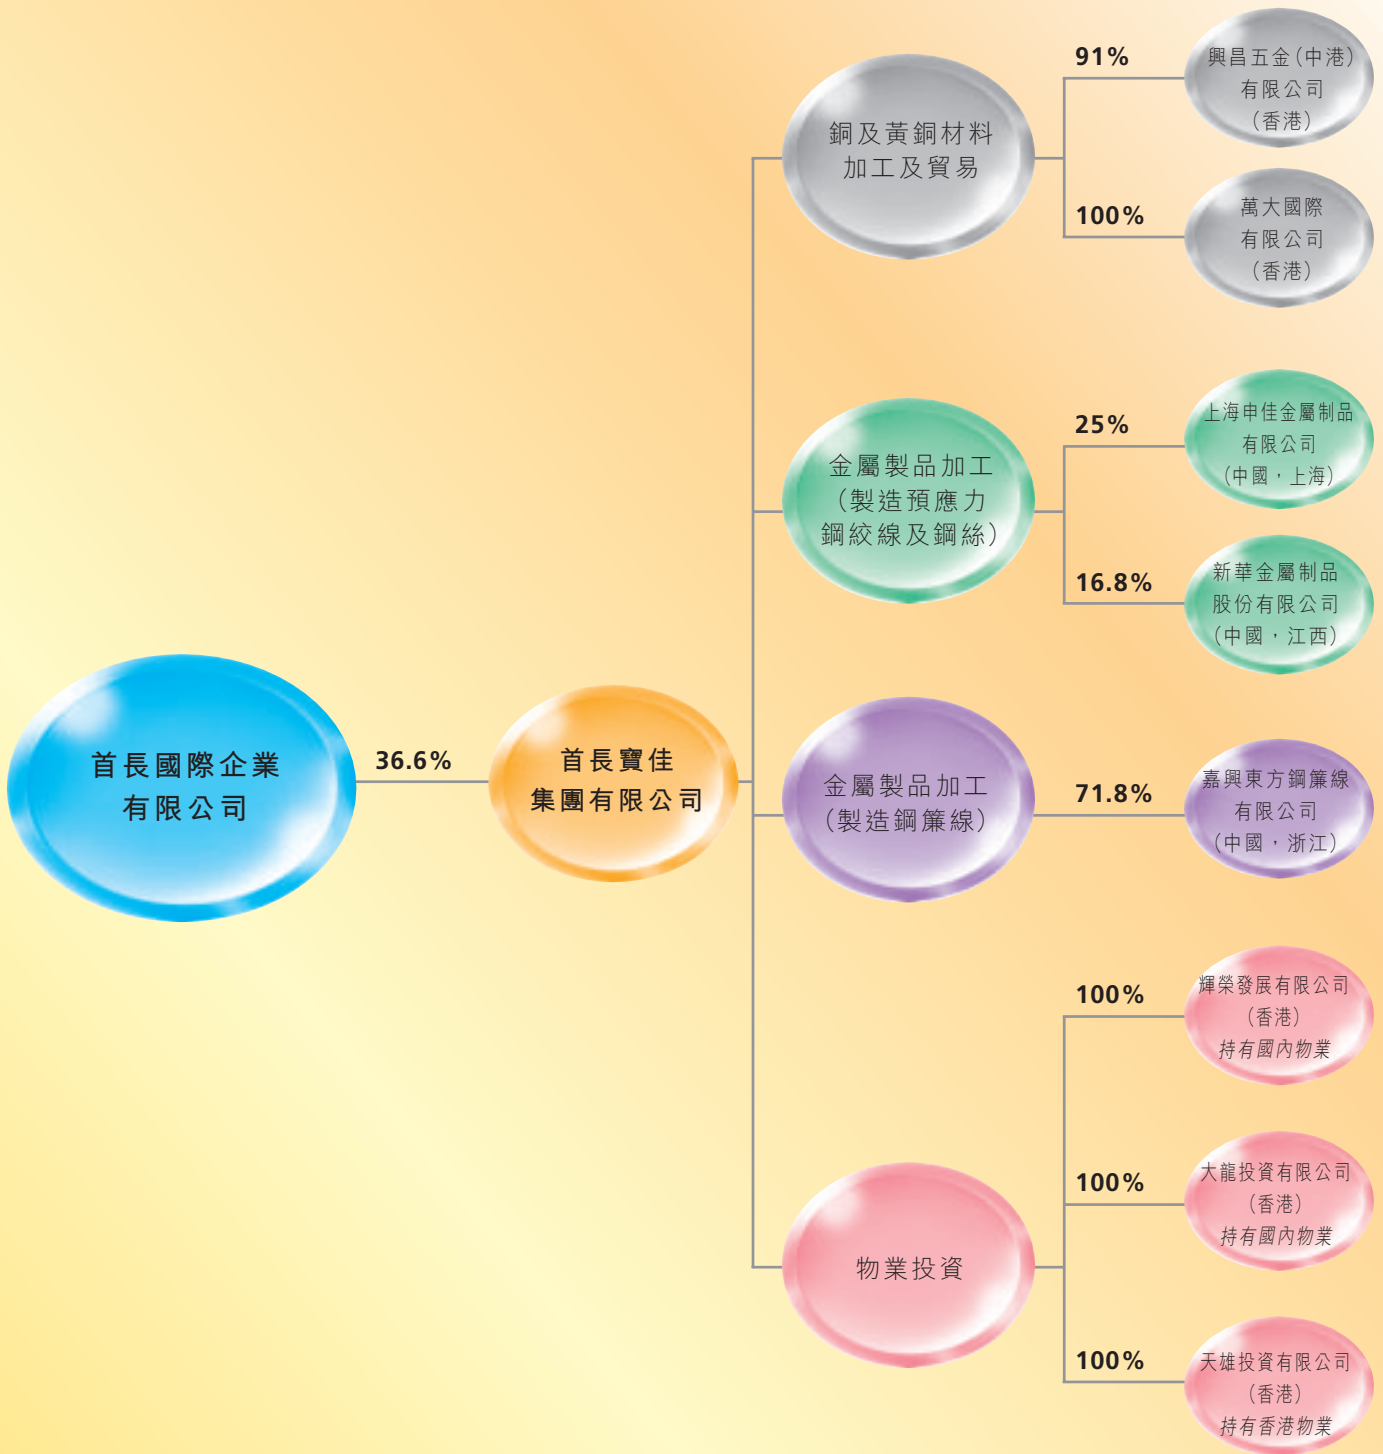 首長國際企業
有限公司
36.6%
首長寶佳
集團有限公司
銅及黃銅材料
加工及貿易
91%
興昌五金(中港)
有限公司
(香港)
100%
萬大國際
有限公司
(香港)
金屬製品加工
(製造預應力
鋼絞線及鋼絲)
25%
上海申佳金屬制品
有限公司
(中國，上海)
16.8%
新華金屬制品
股份有限公司
(中國，江西)
金屬製品加工
(製造鋼簾線)
71.8%
嘉興東方鋼簾線
有限公司
(中國，浙江)
物業投資
100%
輝榮發展有限公司
(香港)
持有國內物業
100%
大龍投資有限公司
(香港)
持有國內物業
100%
天雄投資有限公司
(香港)
持有香港物業